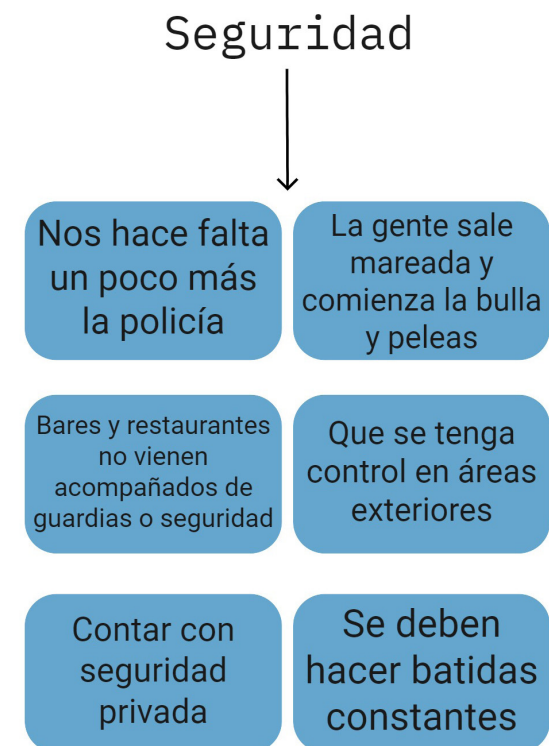 Seguridad
Nos hace falta
un poco más
la policía
La gente sale
mareada y
comienza la bulla
y peleas
Bares y restaurantes
no vienen
acompañados de
guardias o seguridad
Que se tenga
control en áreas
exteriores
Contar con
seguridad
privada
Se deben
hacer batidas
constantes